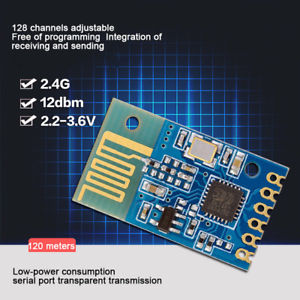 128 channels adjustable
Free of programming Integration of
receiving and sending
2.4G
12dbm
2.2-3.6V
120 meters
Low-power consumption
serial port transparent transmission